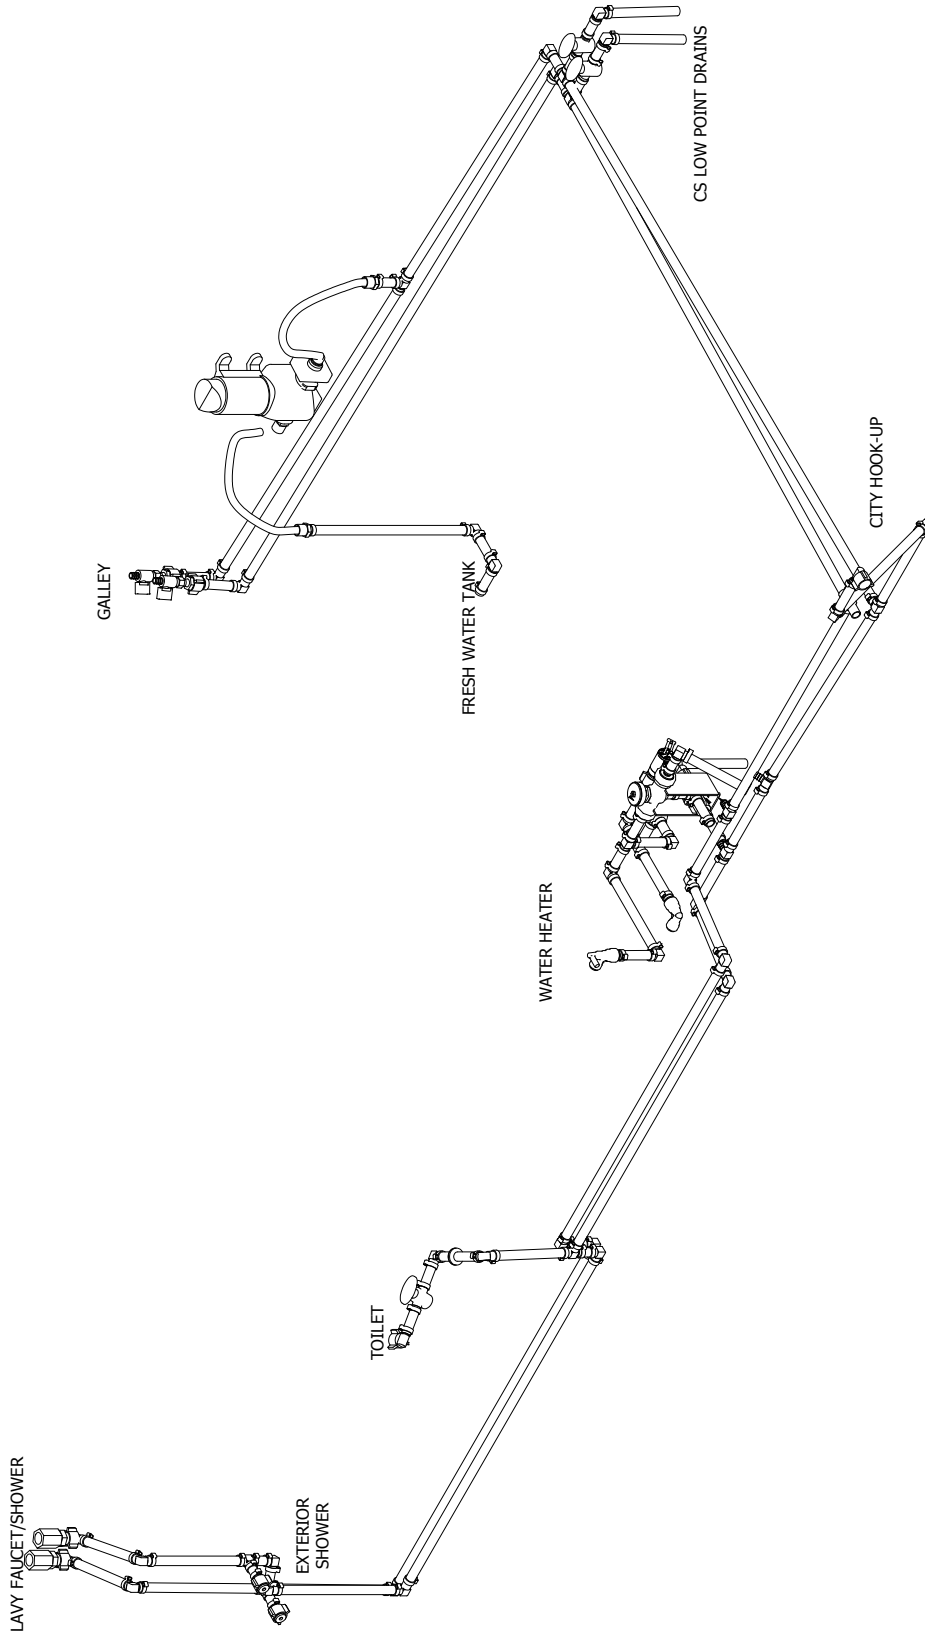 LAVY FAUCET/SHOWER
EXTERIOR
SHOWER
TOILET
WATER HEATER
GALLEY
FRESH WATER TANK
CITY HOOK-UP
CS LOW POINT DRAINS